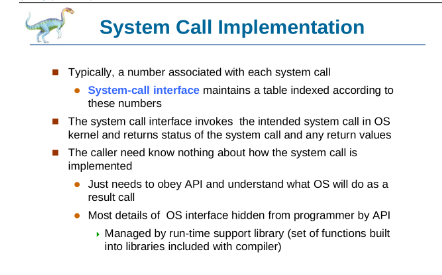 System Call Implementation
Typically, a number associated with each system call
System-call interface maintains a table indexed according to
these numbers
The system call interface invokes the intended system call in OS
kernel and returns status of the system call and any return values
The caller need know nothing about how the system call is
implemented
Just needs to obey API and understand what OS will do as a
result call
Most details of OS interface hidden from programmer by API
Managed by run-time support library (set of functions built
into libraries included with compiler)